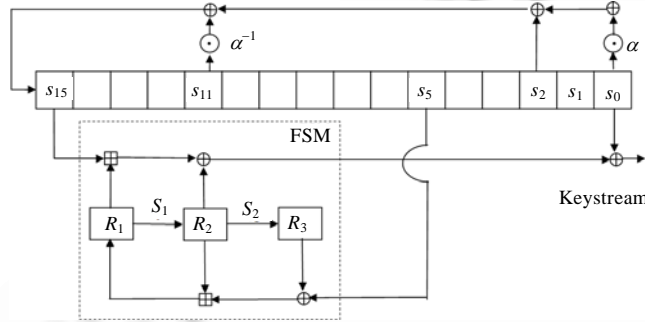 α⁻¹
α
s₁₅ s₁₁ s₅ s₂ s₁ s₀
FSM
Keystream
S₁ S₂
R₁ R₂ R₃